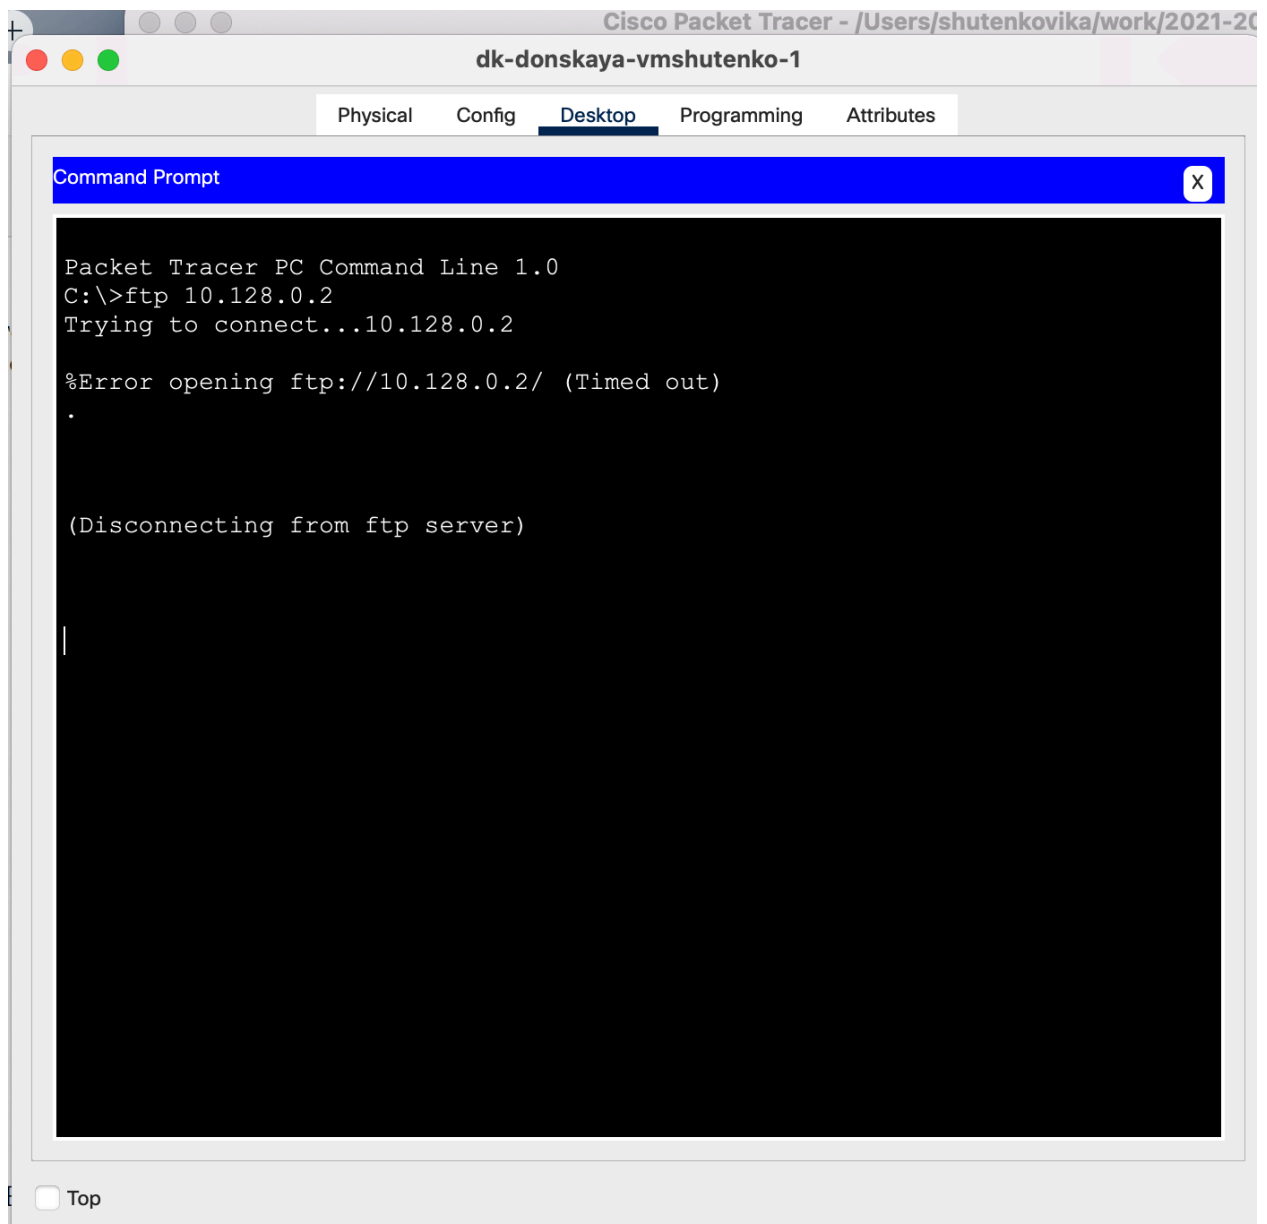 Cisco Packet Tracer - /Users/shutenkovika/work/2021-20
dk-donskaya-vmshutenko-1
Physical Config Desktop Programming Attributes
Command Prompt
X
Packet Tracer PC Command Line 1.0
C:\>ftp 10.128.0.2
Trying to connect...10.128.0.2
%Error opening ftp://10.128.0.2/ (Timed out)
.
(Disconnecting from ftp server)
Top